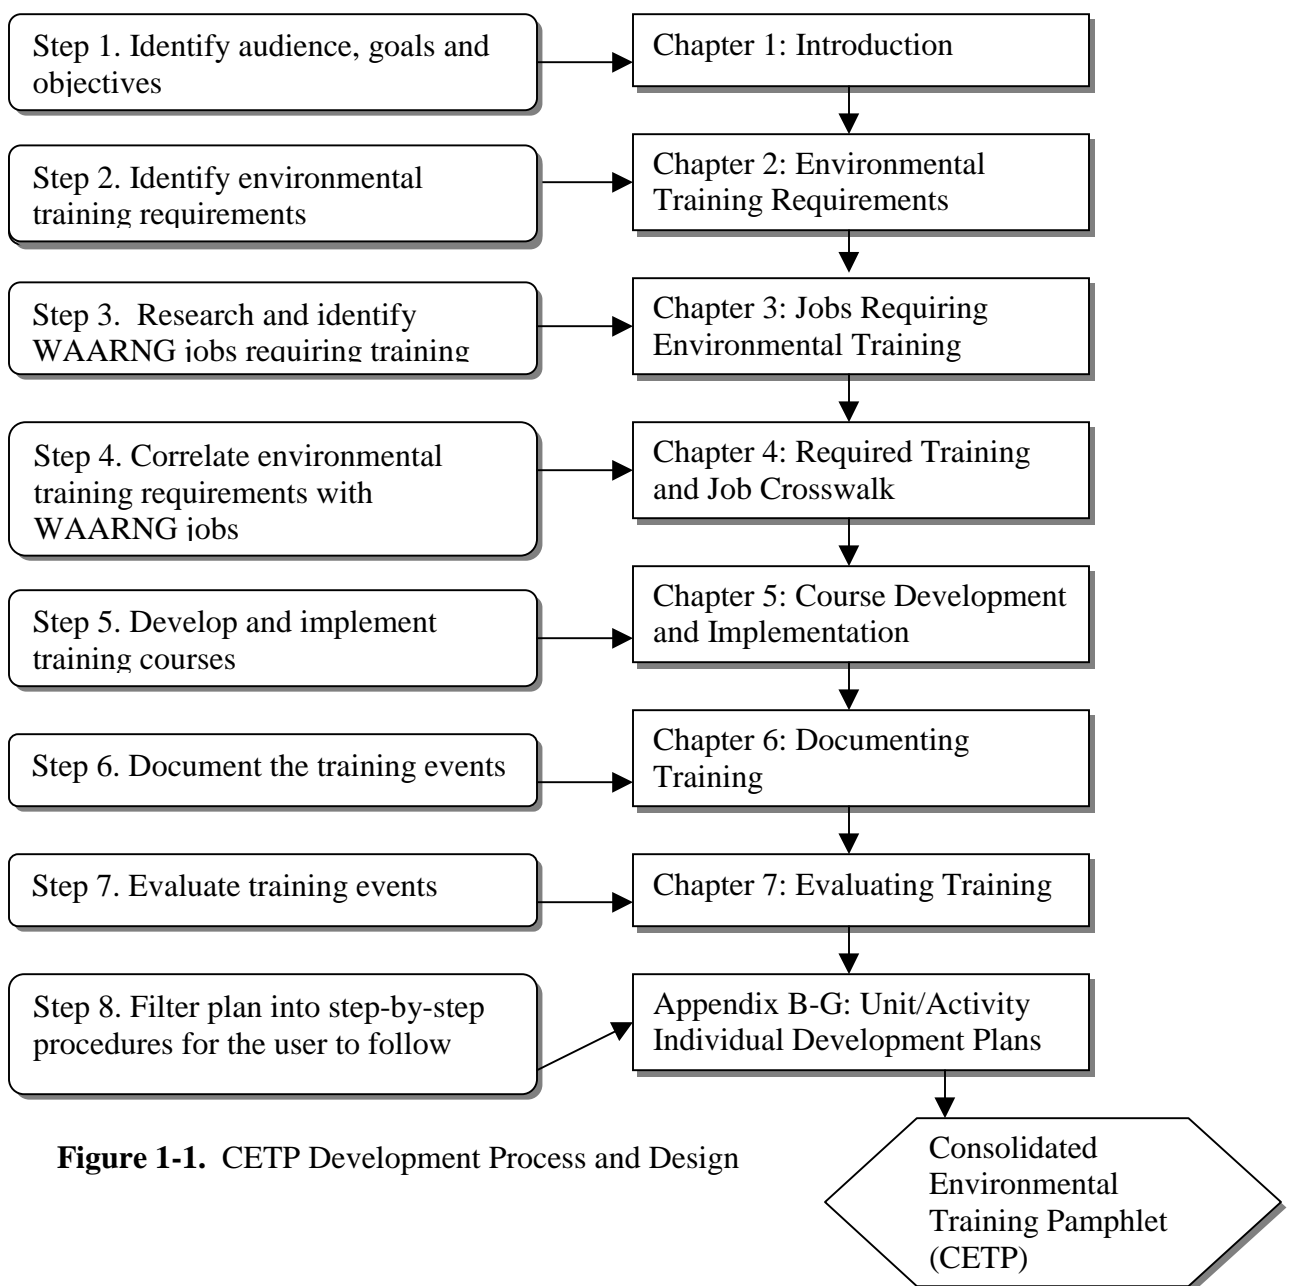 Step 1. Identify audience, goals and
objectives
Chapter 1: Introduction
Step 2. Identify environmental
training requirements
Chapter 2: Environmental
Training Requirements
Step 3.  Research and identify
WAARNG jobs requiring training
Chapter 3: Jobs Requiring
Environmental Training
Step 4. Correlate environmental
training requirements with
WAARNG jobs
Chapter 4: Required Training
and Job Crosswalk
Step 5. Develop and implement
training courses
Chapter 5: Course Development
and Implementation
Step 6. Document the training events
Chapter 6: Documenting
Training
Step 7. Evaluate training events
Chapter 7: Evaluating Training
Step 8. Filter plan into step-by-step
procedures for the user to follow
Appendix B-G: Unit/Activity
Individual Development Plans
Figure 1-1.  CETP Development Process and Design
Consolidated
Environmental
Training Pamphlet
(CETP)